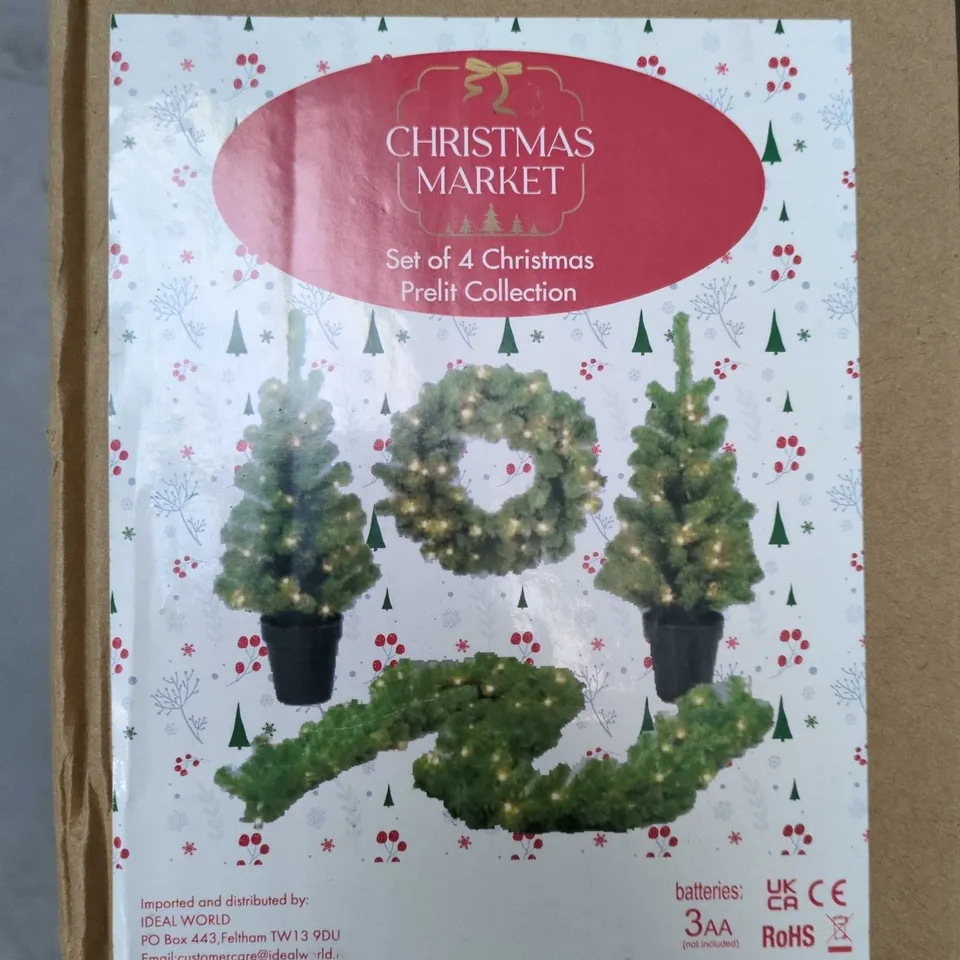 CHRISTMAS
MARKET
Set of 4 Christmas
Prelit Collection
Imported and distributed by:
IDEAL WORLD
PO Box 443,Feltham TW13 9DU
batteries:
3AA
(not included)
UK
CA
CE
RoHS